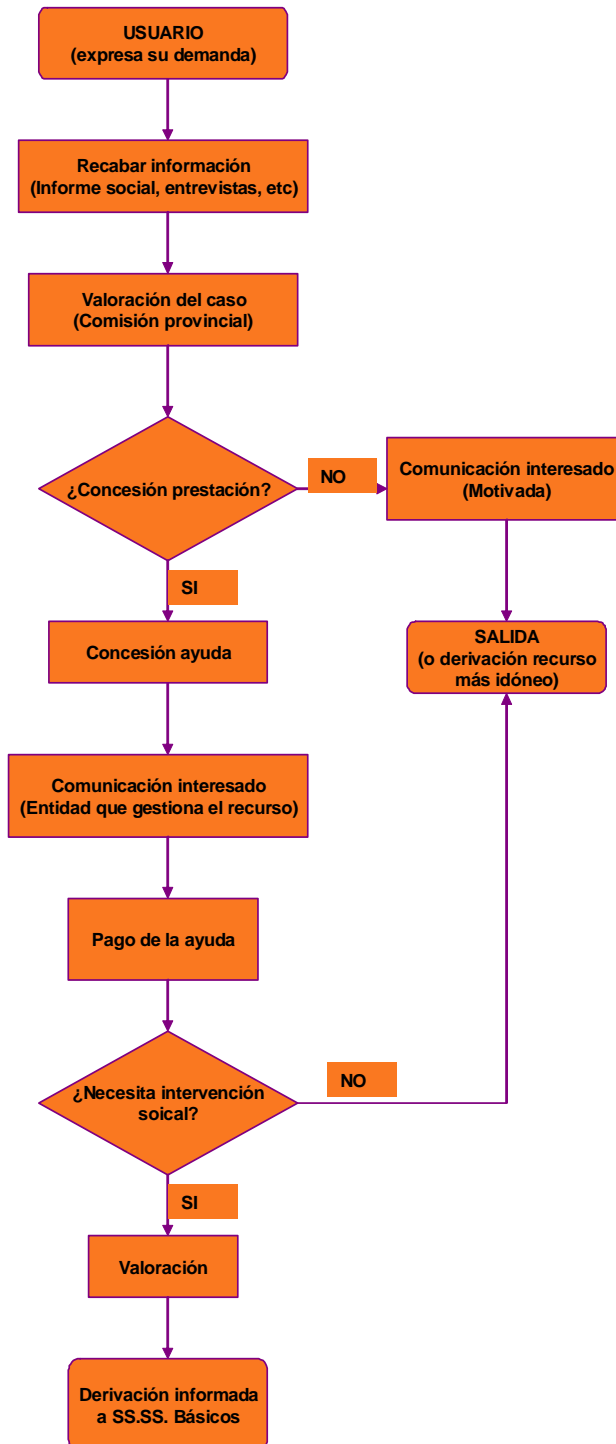 USUARIO
(expresa su demanda)
Recabar información
(Informe social, entrevistas, etc)
Valoración del caso
(Comisión provincial)
¿Concesión prestación?
NO
Comunicación interesado
(Motivada)
SI
Concesión ayuda
SALIDA
(o derivación recurso
más idóneo)
Comunicación interesado
(Entidad que gestiona el recurso)
Pago de la ayuda
¿Necesita intervención
soical?
NO
SI
Valoración
Derivación informada
a SS.SS. Básicos